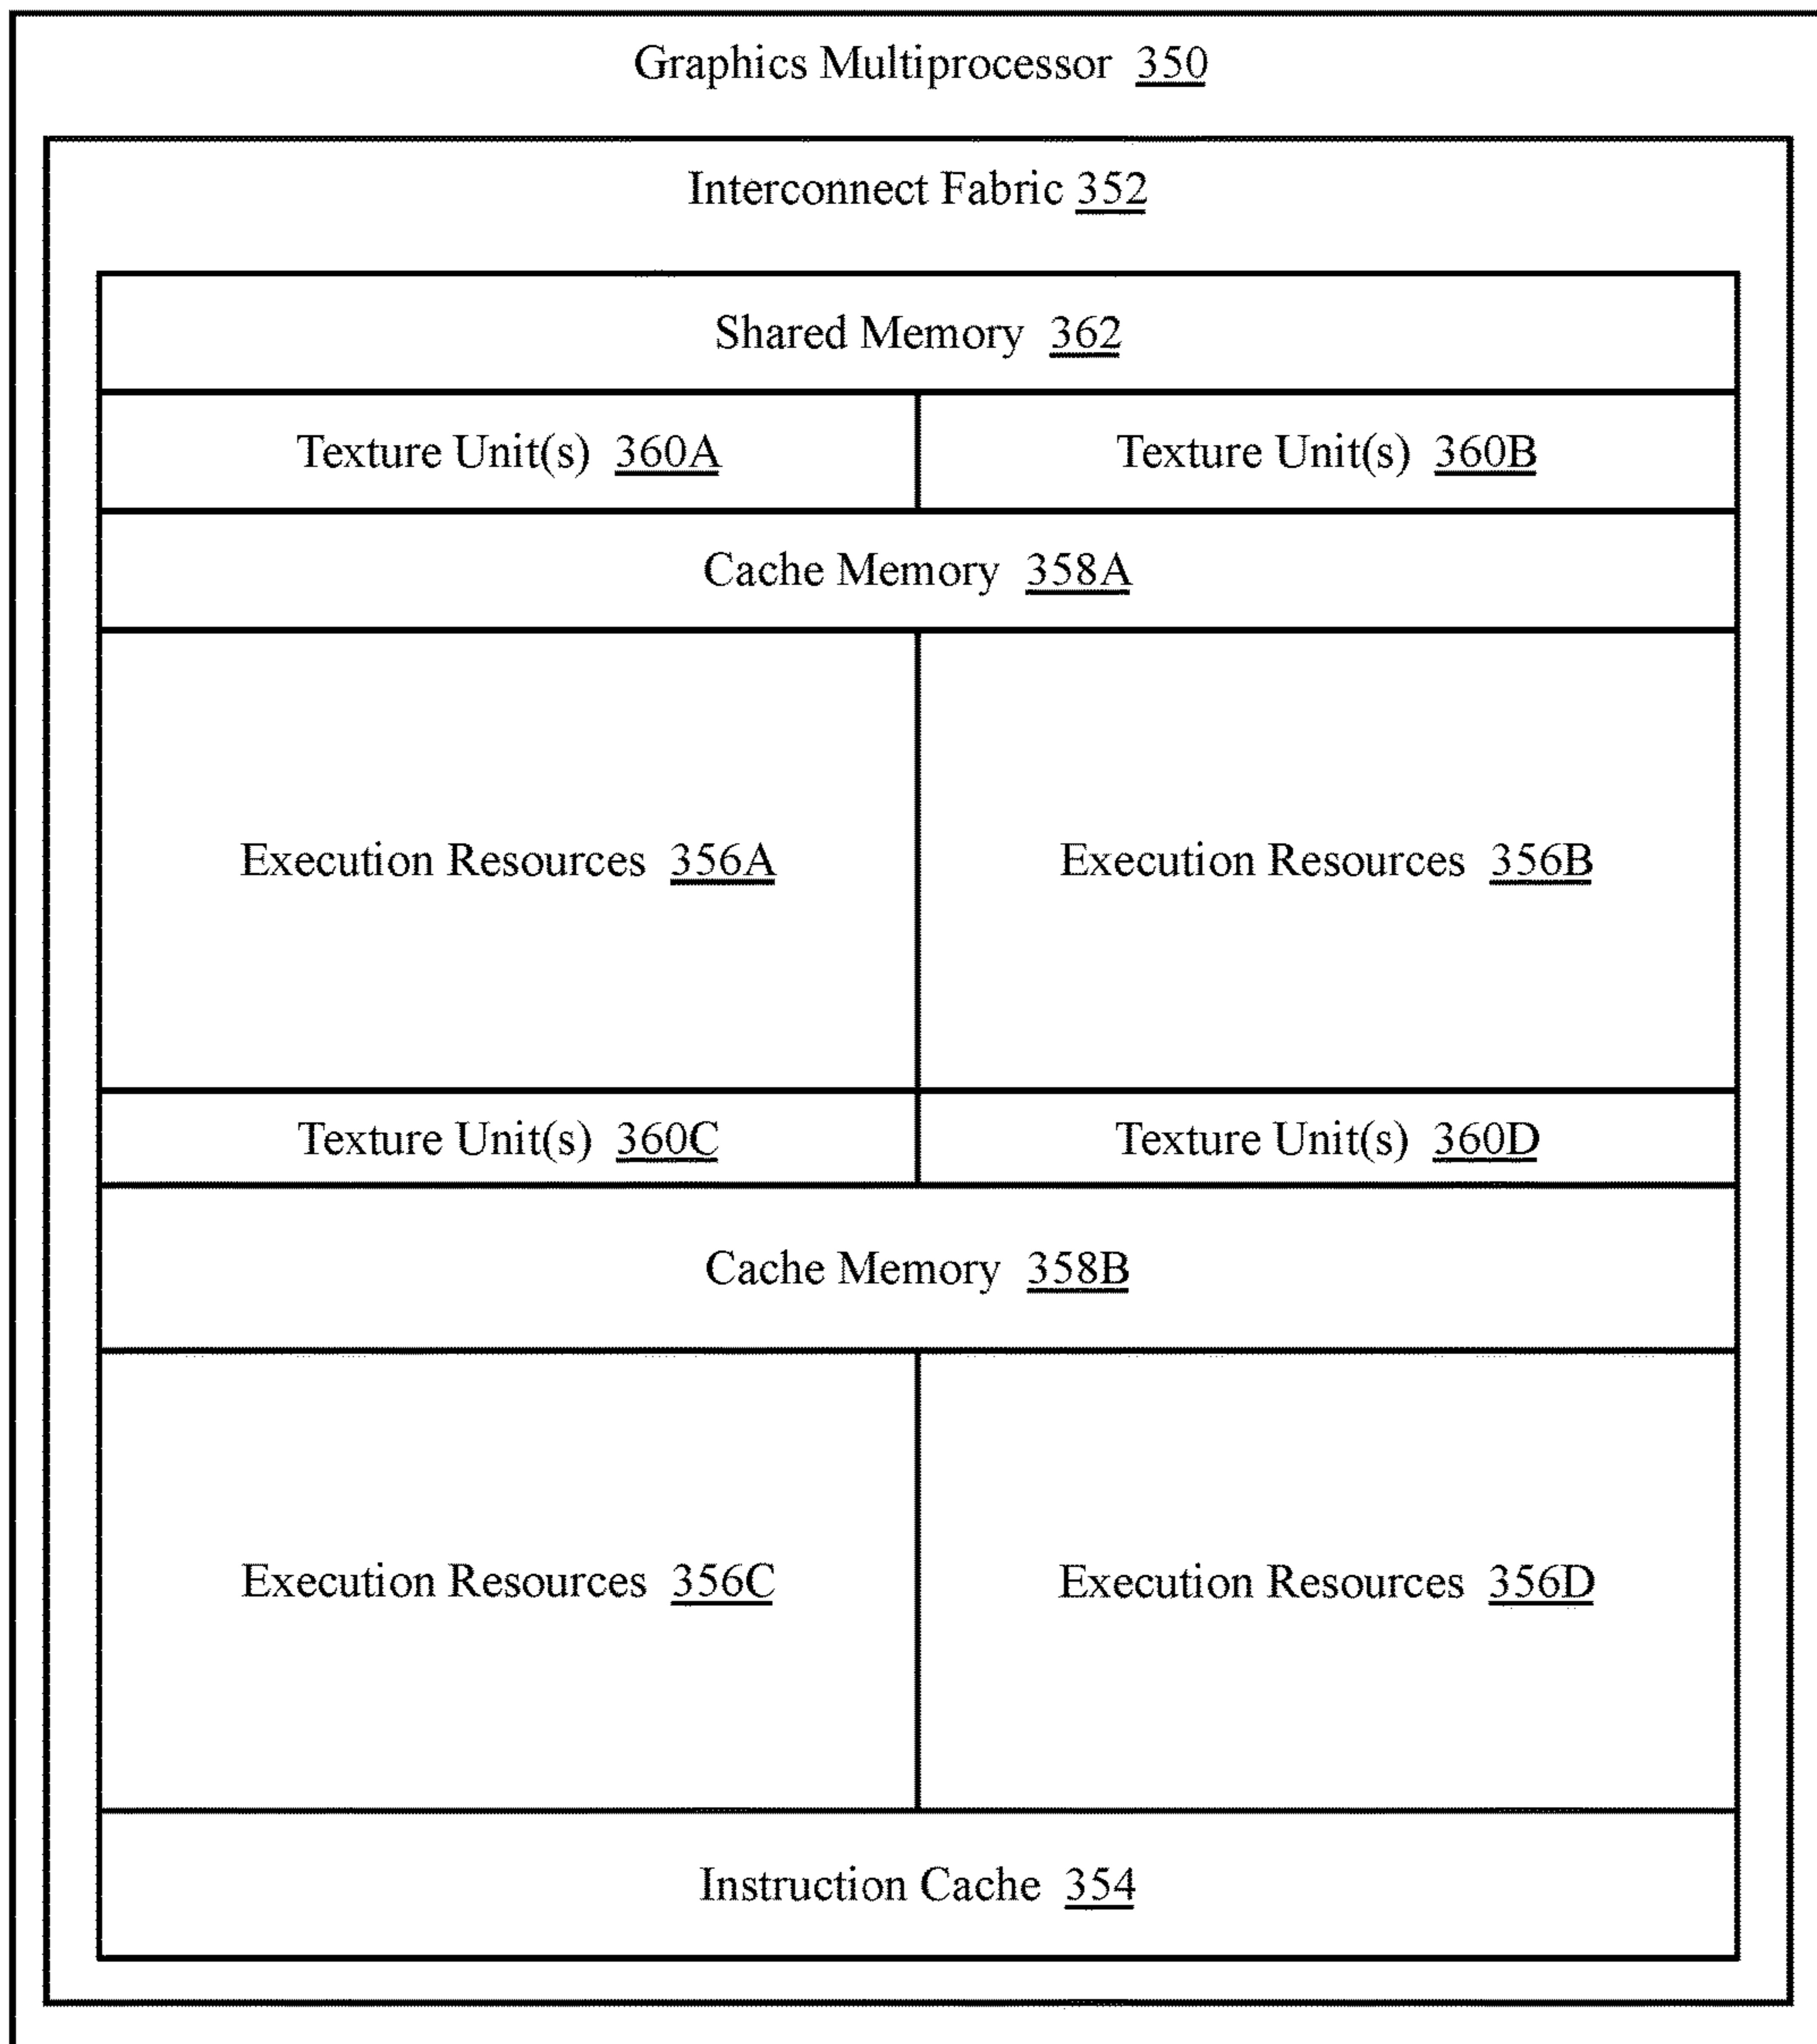 Graphics Multiprocessor 350
Interconnect Fabric 352
Shared Memory 362
Texture Unit(s) 360A
Texture Unit(s) 360B
Cache Memory 358A
Execution Resources 356A
Execution Resources 356B
Texture Unit(s) 360C
Texture Unit(s) 360D
Cache Memory 358B
Execution Resources 356C
Execution Resources 356D
Instruction Cache 354